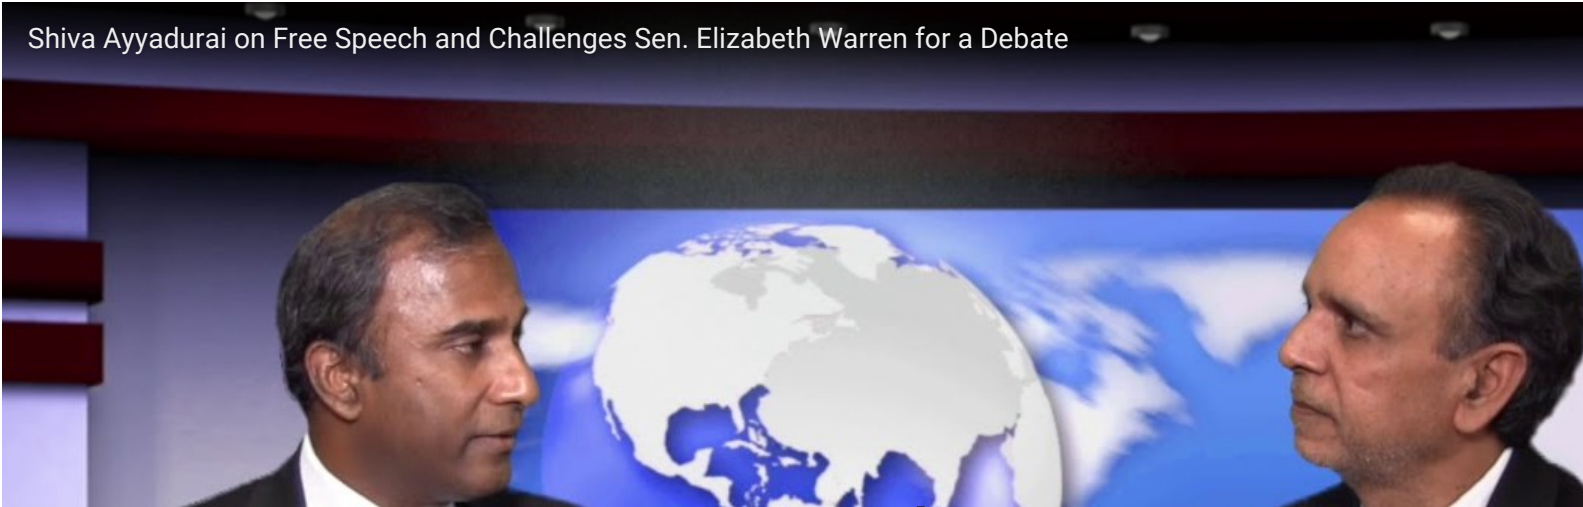 Shiva Ayyadurai on Free Speech and Challenges Sen. Elizabeth Warren for a Debate